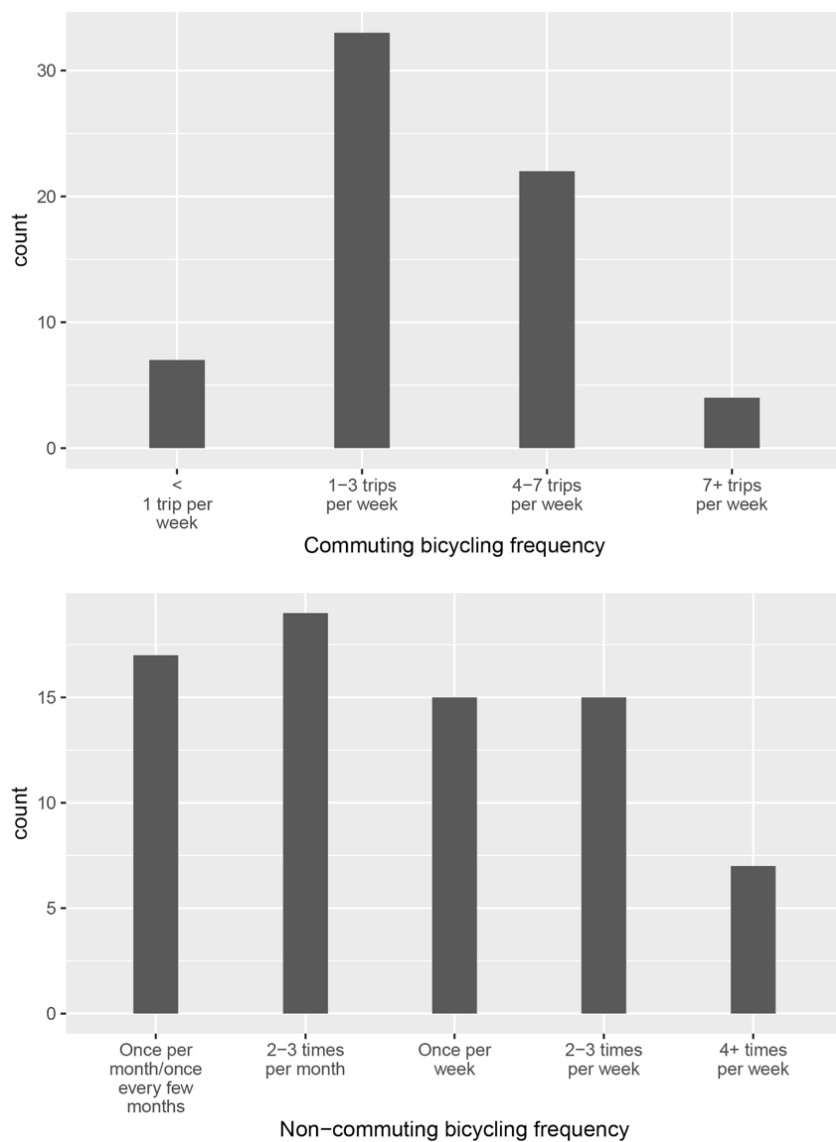 30
20
10
0
count
<
1 trip per
week
1−3 trips
per week
4−7 trips
per week
7+ trips
per week
Commuting bicycling frequency
15
10
5
0
count
Once per
month/once
every few
months
2−3 times
per month
Once per
week
2−3 times
per week
4+ times
per week
Non−commuting bicycling frequency